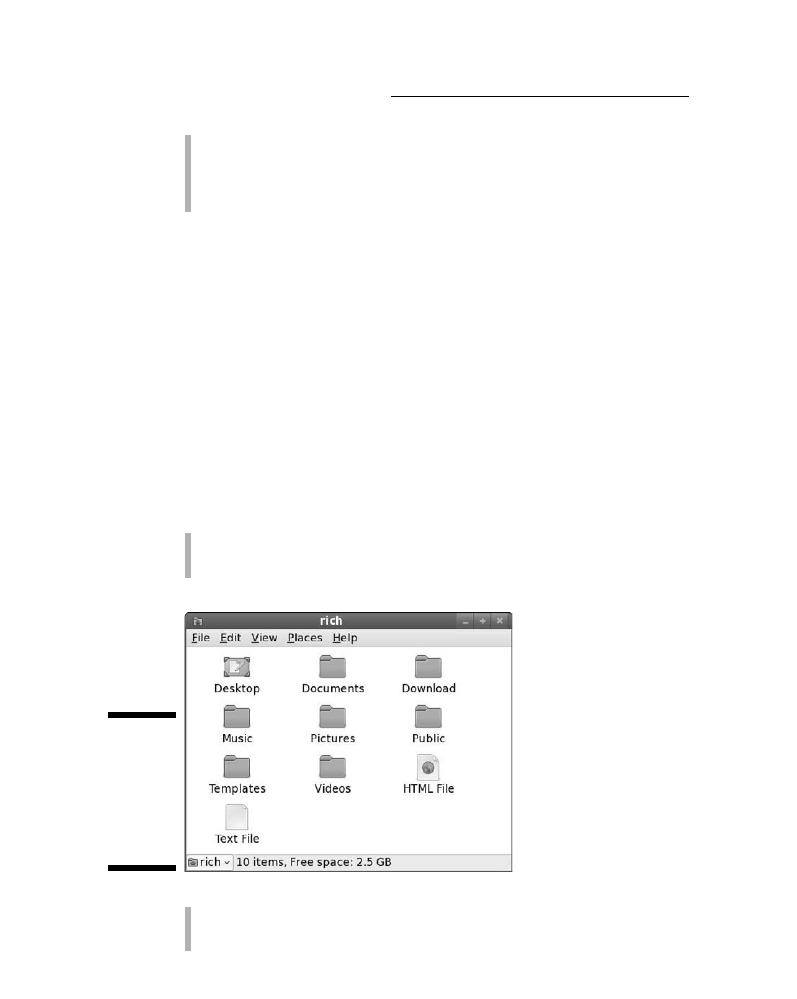 rich
File Edit View Places Help
Desktop Documents Download
Music Pictures Public
Templates Videos HTML File
Text File
rich 10 items, Free space: 2.5 GB